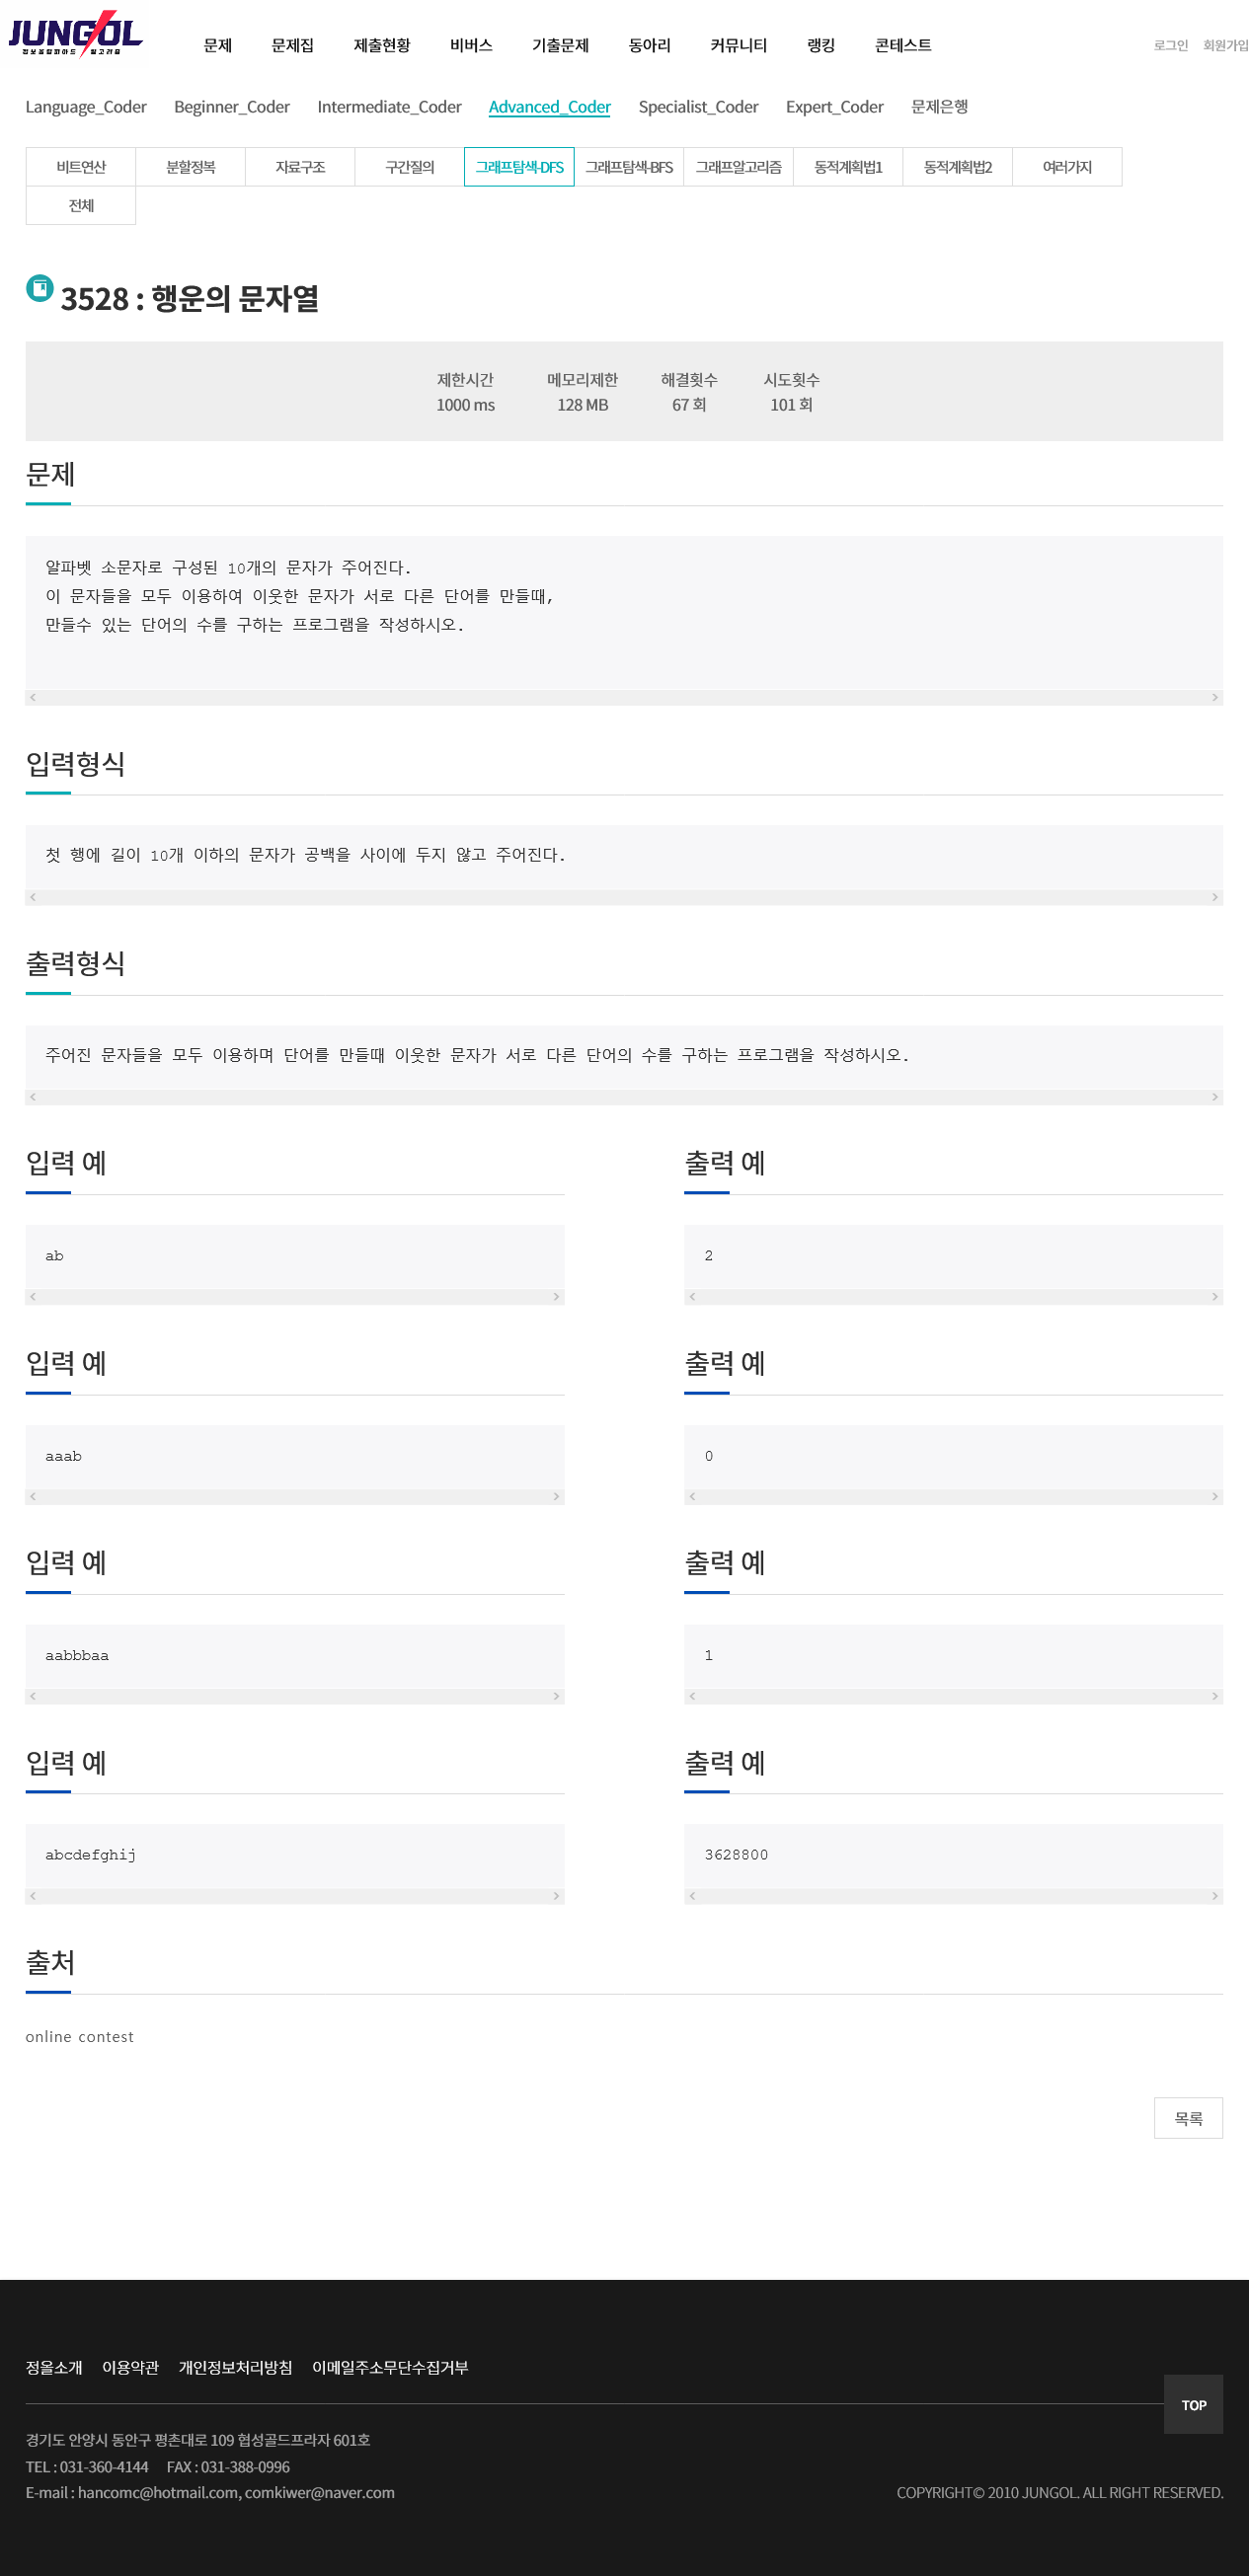 JUNGOL
정보올림피아드 알고리즘
문제 문제집 제출현황 비버스 기출문제 동아리 커뮤니티 랭킹 콘테스트 로그인 회원가입
Language_Coder Beginner_Coder Intermediate_Coder Advanced_Coder Specialist_Coder Expert_Coder 문제은행
비트연산 분할정복 자료구조 구간질의 그래프탐색-DFS 그래프탐색-BFS 그래프알고리즘 동적계획법1 동적계획법2 여러가지
전체
3528 : 행운의 문자열
제한시간 메모리제한 해결횟수 시도횟수
1000 ms 128 MB 67 회 101 회
문제
알파벳 소문자로 구성된 10개의 문자가 주어진다.
이 문자들을 모두 이용하여 이웃한 문자가 서로 다른 단어를 만들때,
만들수 있는 단어의 수를 구하는 프로그램을 작성하시오.
입력형식
첫 행에 길이 10개 이하의 문자가 공백을 사이에 두지 않고 주어진다.
출력형식
주어진 문자들을 모두 이용하며 단어를 만들때 이웃한 문자가 서로 다른 단어의 수를 구하는 프로그램을 작성하시오.
입력 예 출력 예
ab 2
입력 예 출력 예
aaab 0
입력 예 출력 예
aabbbaa 1
입력 예 출력 예
abcdefghij 3628800
출처
online contest
목록
정올소개 이용약관 개인정보처리방침 이메일주소무단수집거부
TOP
경기도 안양시 동안구 평촌대로 109 협성골드프라자 601호
TEL : 031-360-4144 FAX : 031-388-0996
E-mail : hancomc@hotmail.com, comkiwer@naver.com COPYRIGHT© 2010 JUNGOL. ALL RIGHT RESERVED.